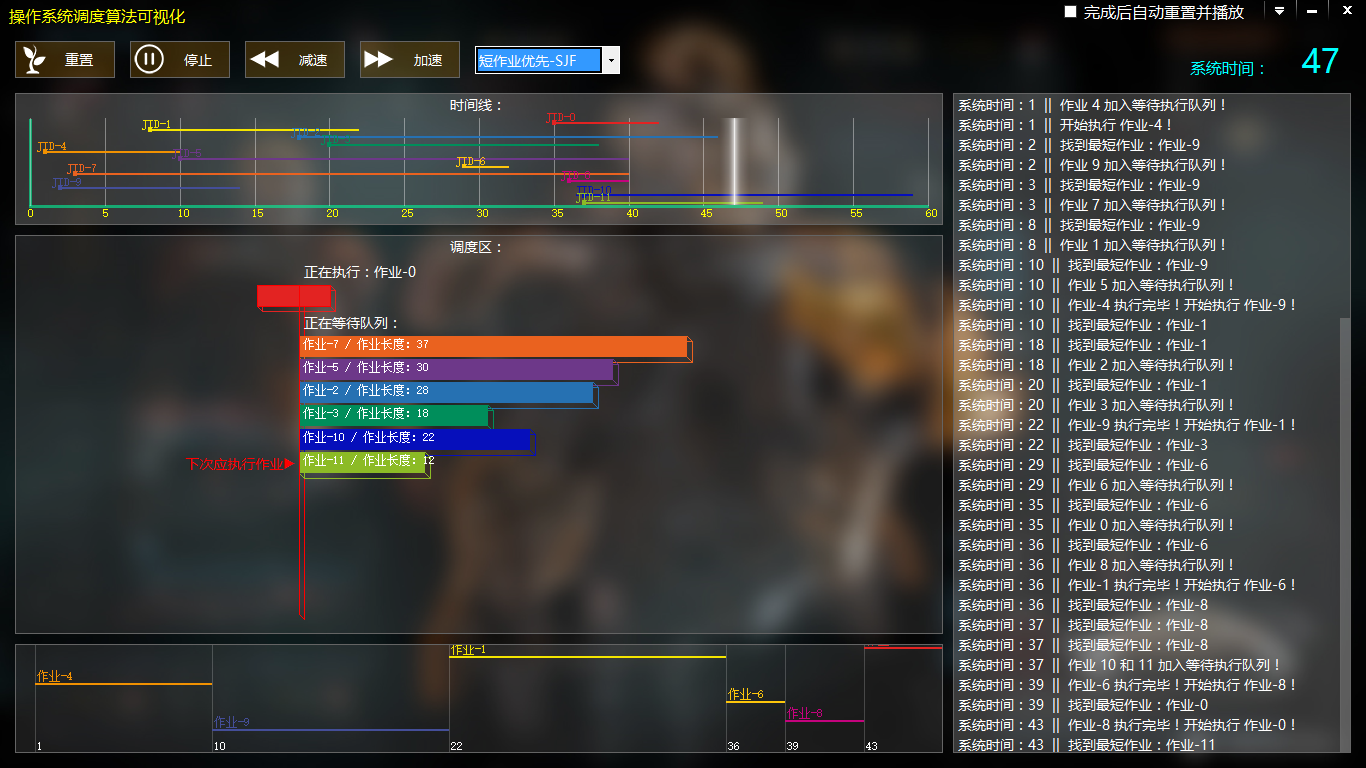 操作系统调度算法可视化
完成后自动重置并播放
重置
停止
减速
加速
短作业优先-SJF
系统时间：
47
时间线：
JID-1
JID-0
JID-4
JID-5
JID-6
JID-7
JID-9
JID-10
JID-11
0 5 10 15 20 25 30 35 40 45 50 55 60
调度区：
正在执行：作业-0
正在等待队列：
作业-7 / 作业长度: 37
作业-5 / 作业长度: 30
作业-2 / 作业长度: 28
作业-3 / 作业长度: 18
作业-10 / 作业长度: 22
下次应执行作业
作业-11 / 作业长度: 12
作业-1
作业-4
作业-6
作业-8
作业-9
1 10 22 36 39 43
系统时间：1 || 作业 4 加入等待执行队列！
系统时间：1 || 开始执行 作业-4！
系统时间：2 || 找到最短作业：作业-9
系统时间：2 || 作业 9 加入等待执行队列！
系统时间：3 || 找到最短作业：作业-9
系统时间：3 || 作业 7 加入等待执行队列！
系统时间：8 || 找到最短作业：作业-9
系统时间：8 || 作业 1 加入等待执行队列！
系统时间：10 || 找到最短作业：作业-9
系统时间：10 || 作业 5 加入等待执行队列！
系统时间：10 || 作业-4 执行完毕！开始执行 作业-9！
系统时间：10 || 找到最短作业：作业-1
系统时间：18 || 找到最短作业：作业-1
系统时间：18 || 作业 2 加入等待执行队列！
系统时间：20 || 找到最短作业：作业-1
系统时间：20 || 作业 3 加入等待执行队列！
系统时间：22 || 作业-9 执行完毕！开始执行 作业-1！
系统时间：22 || 找到最短作业：作业-3
系统时间：29 || 找到最短作业：作业-6
系统时间：29 || 作业 6 加入等待执行队列！
系统时间：35 || 找到最短作业：作业-6
系统时间：35 || 作业 0 加入等待执行队列！
系统时间：36 || 找到最短作业：作业-6
系统时间：36 || 作业 8 加入等待执行队列！
系统时间：36 || 作业-1 执行完毕！开始执行 作业-6！
系统时间：36 || 找到最短作业：作业-8
系统时间：37 || 找到最短作业：作业-8
系统时间：37 || 找到最短作业：作业-8
系统时间：37 || 作业 10 和 11 加入等待执行队列！
系统时间：39 || 作业-6 执行完毕！开始执行 作业-8！
系统时间：39 || 找到最短作业：作业-0
系统时间：43 || 作业-8 执行完毕！开始执行 作业-0！
系统时间：43 || 找到最短作业：作业-11